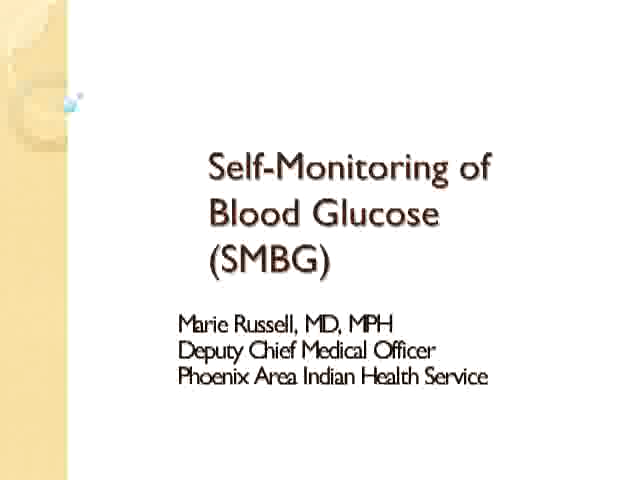 Self-Monitoring of
Blood Glucose
(SMBG)
Marie Russell, MD, MPH
Deputy Chief Medical Officer
Phoenix Area Indian Health Service